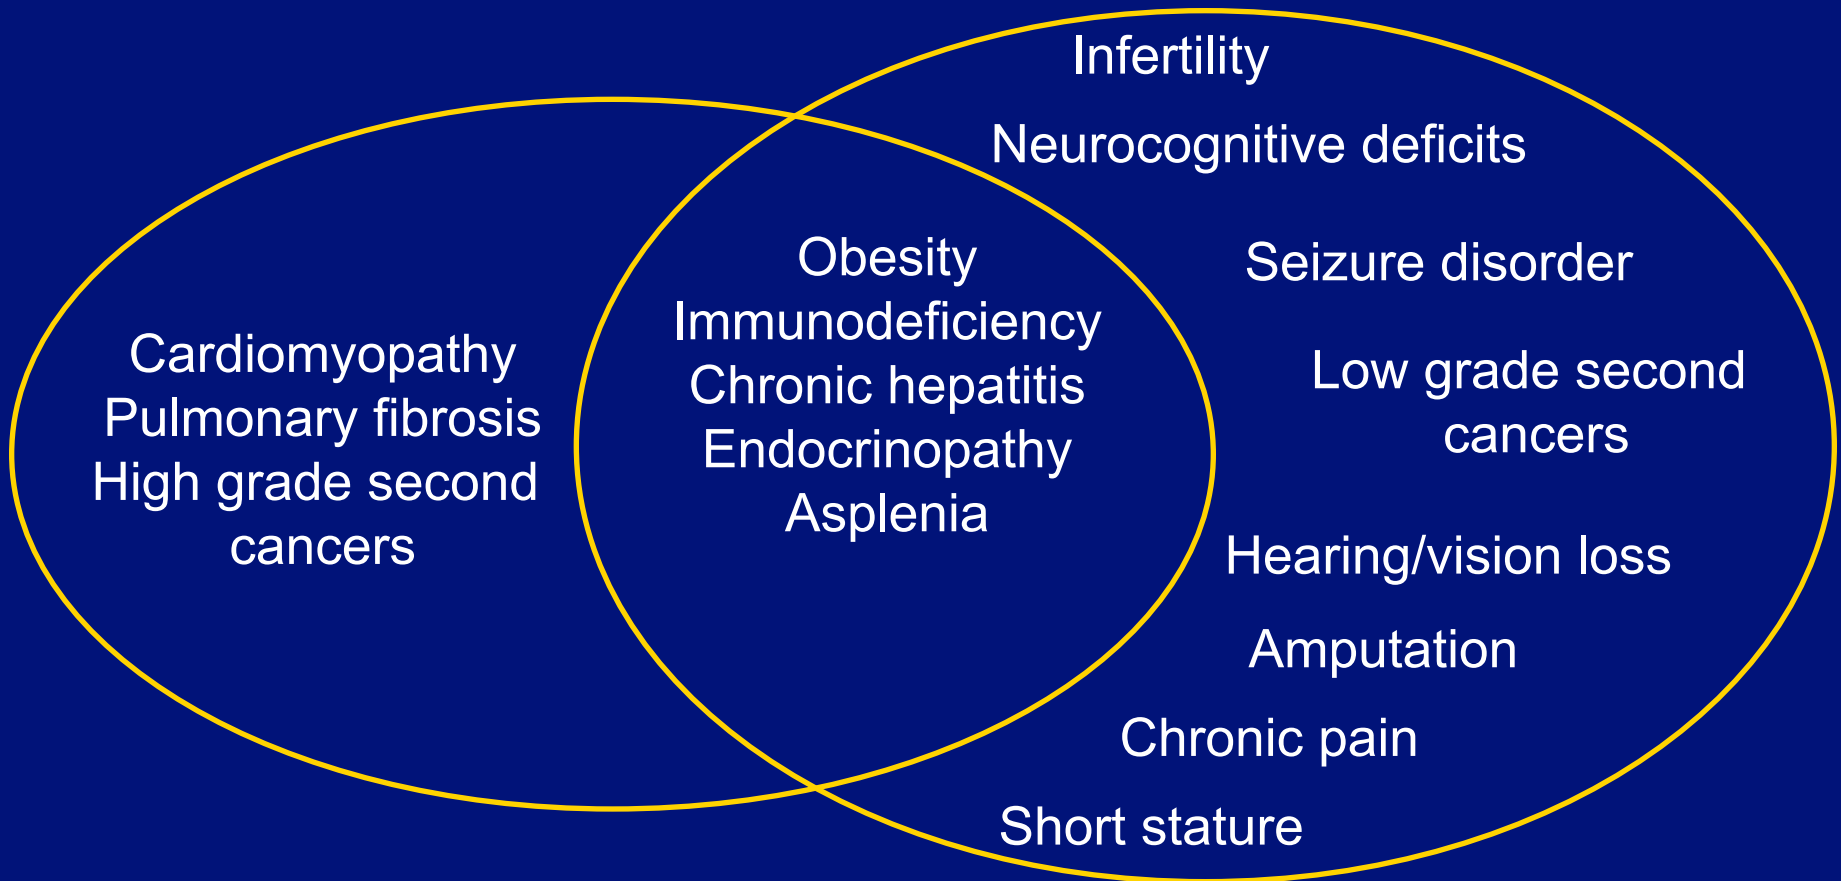 Cardiomyopathy
Pulmonary fibrosis
High grade second
cancers
Obesity
Immunodeficiency
Chronic hepatitis
Endocrinopathy
Asplenia
Infertility
Neurocognitive deficits
Seizure disorder
Low grade second
cancers
Hearing/vision loss
Amputation
Chronic pain
Short stature